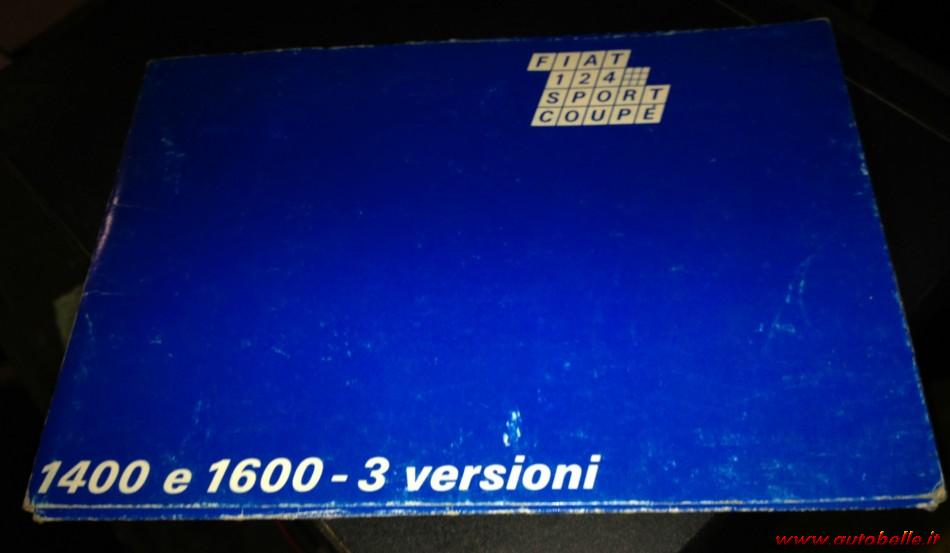 FIAT
124
SPORT
COUPÉ
1400 e 1600 - 3 versioni
www.autobelle.it